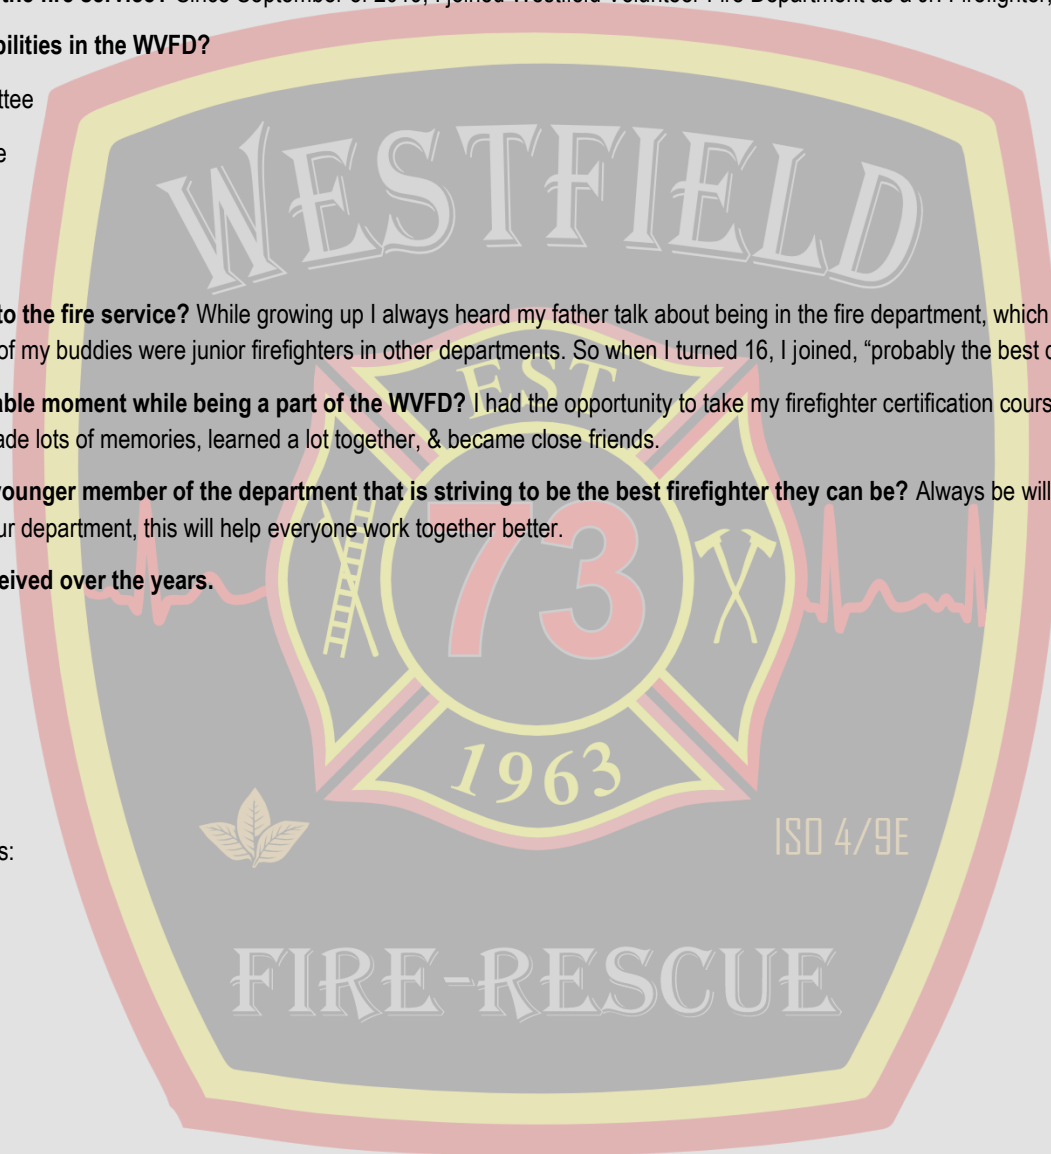 the fire service? Since September of
I joined Westfield Volunteer Fire Department as a Jr. Firefighter,
bilities in the WVFD?
ttee
e
WESTFIELD
to the fire service? While growing up I always heard my father talk about being in the fire department, which
of my buddies were junior firefighters in other departments. So when I turned 16, I joined, “probably the best
EST
able moment while being a part of the WVFD? I had the opportunity to take my firefighter certification cours
ade lots of memories, learned a lot together, & became close friends.
younger member of the department that is striving to be the best firefighter they can be? Always be will
ur department, this will help everyone work together better.
73
eived over the years.
1963
s:
ISO 4/9E
FIRE-RESCUE